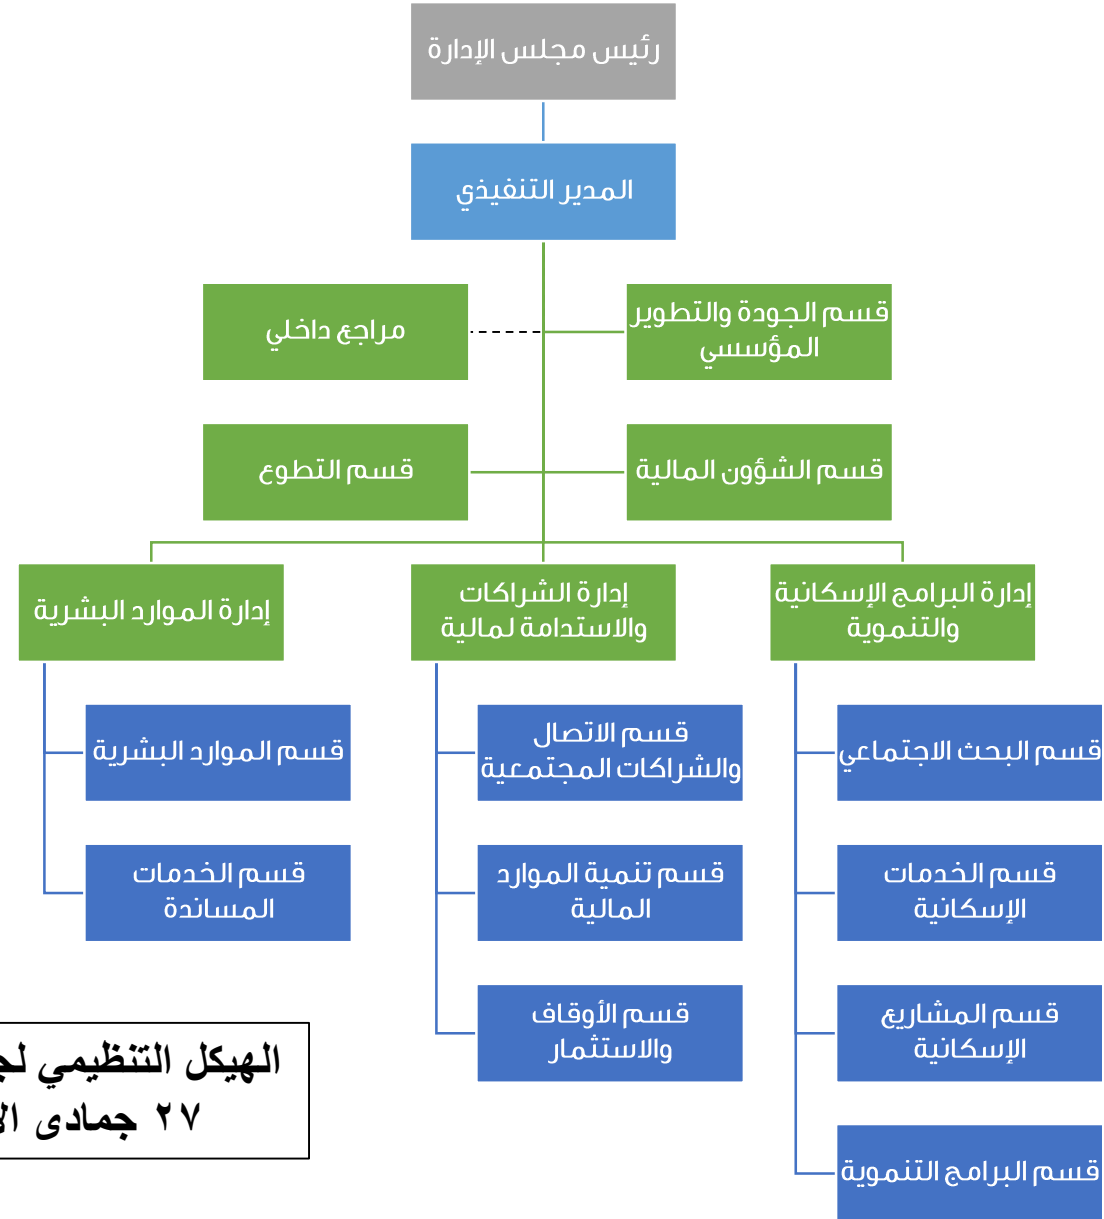 رئيس مجلس الإدارة
المدير التنفيذي
قسم الجودة والتطوير
المؤسسي
مراجع داخلي
قسم الشؤون المالية
قسم التطوع
إدارة البرامج الإسكانية
والتنموية
إدارة الشراكات
والاستدامة لمالية
إدارة الموارد البشرية
قسم البحث الاجتماعي
قسم الخدمات
الإسكانية
قسم المشاريع
الإسكانية
قسم البرامج التنموية
قسم الاتصال
والشراكات المجتمعية
قسم تنمية الموارد
المالية
قسم الأوقاف
والاستثمار
قسم الموارد البشرية
قسم الخدمات
المساندة
الهيكل التنظيمي
٢٧ جمادى